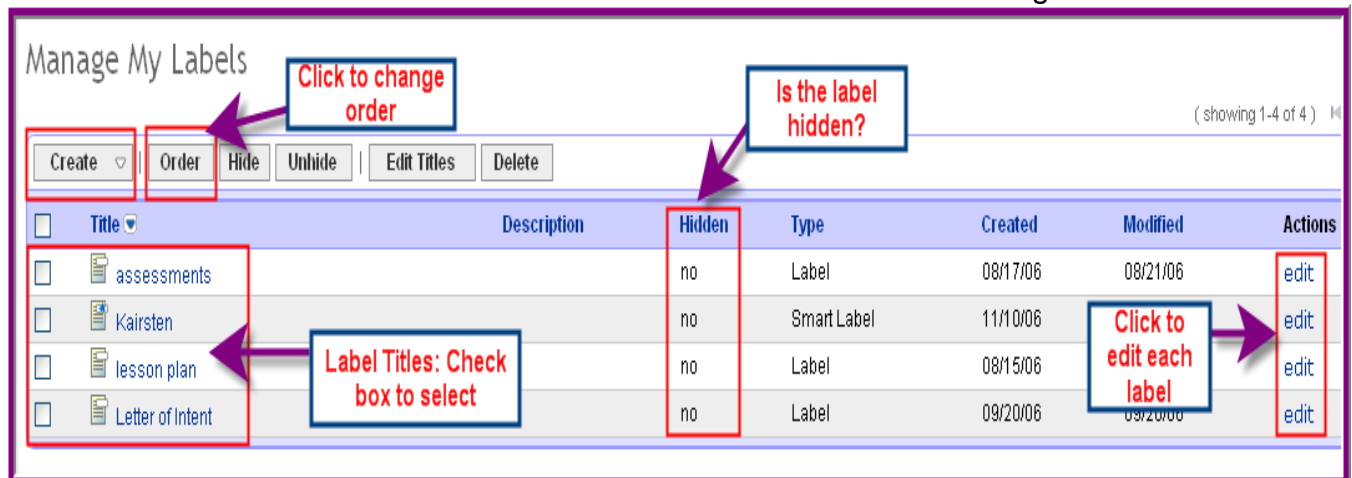 Manage My Labels
Click to change
order
Is the label
hidden?
( showing 1-4 of 4 )
Create | Order Hide Unhide | Edit Titles Delete
Title Description Hidden Type Created Modified Actions
assessments no Label 08/17/06 08/21/06 edit
Kairsten no Smart Label 11/10/06 edit
lesson plan no Label 08/15/06 edit
Letter of Intent no Label 09/20/06 edit
Label Titles: Check
box to select
Click to
edit each
label